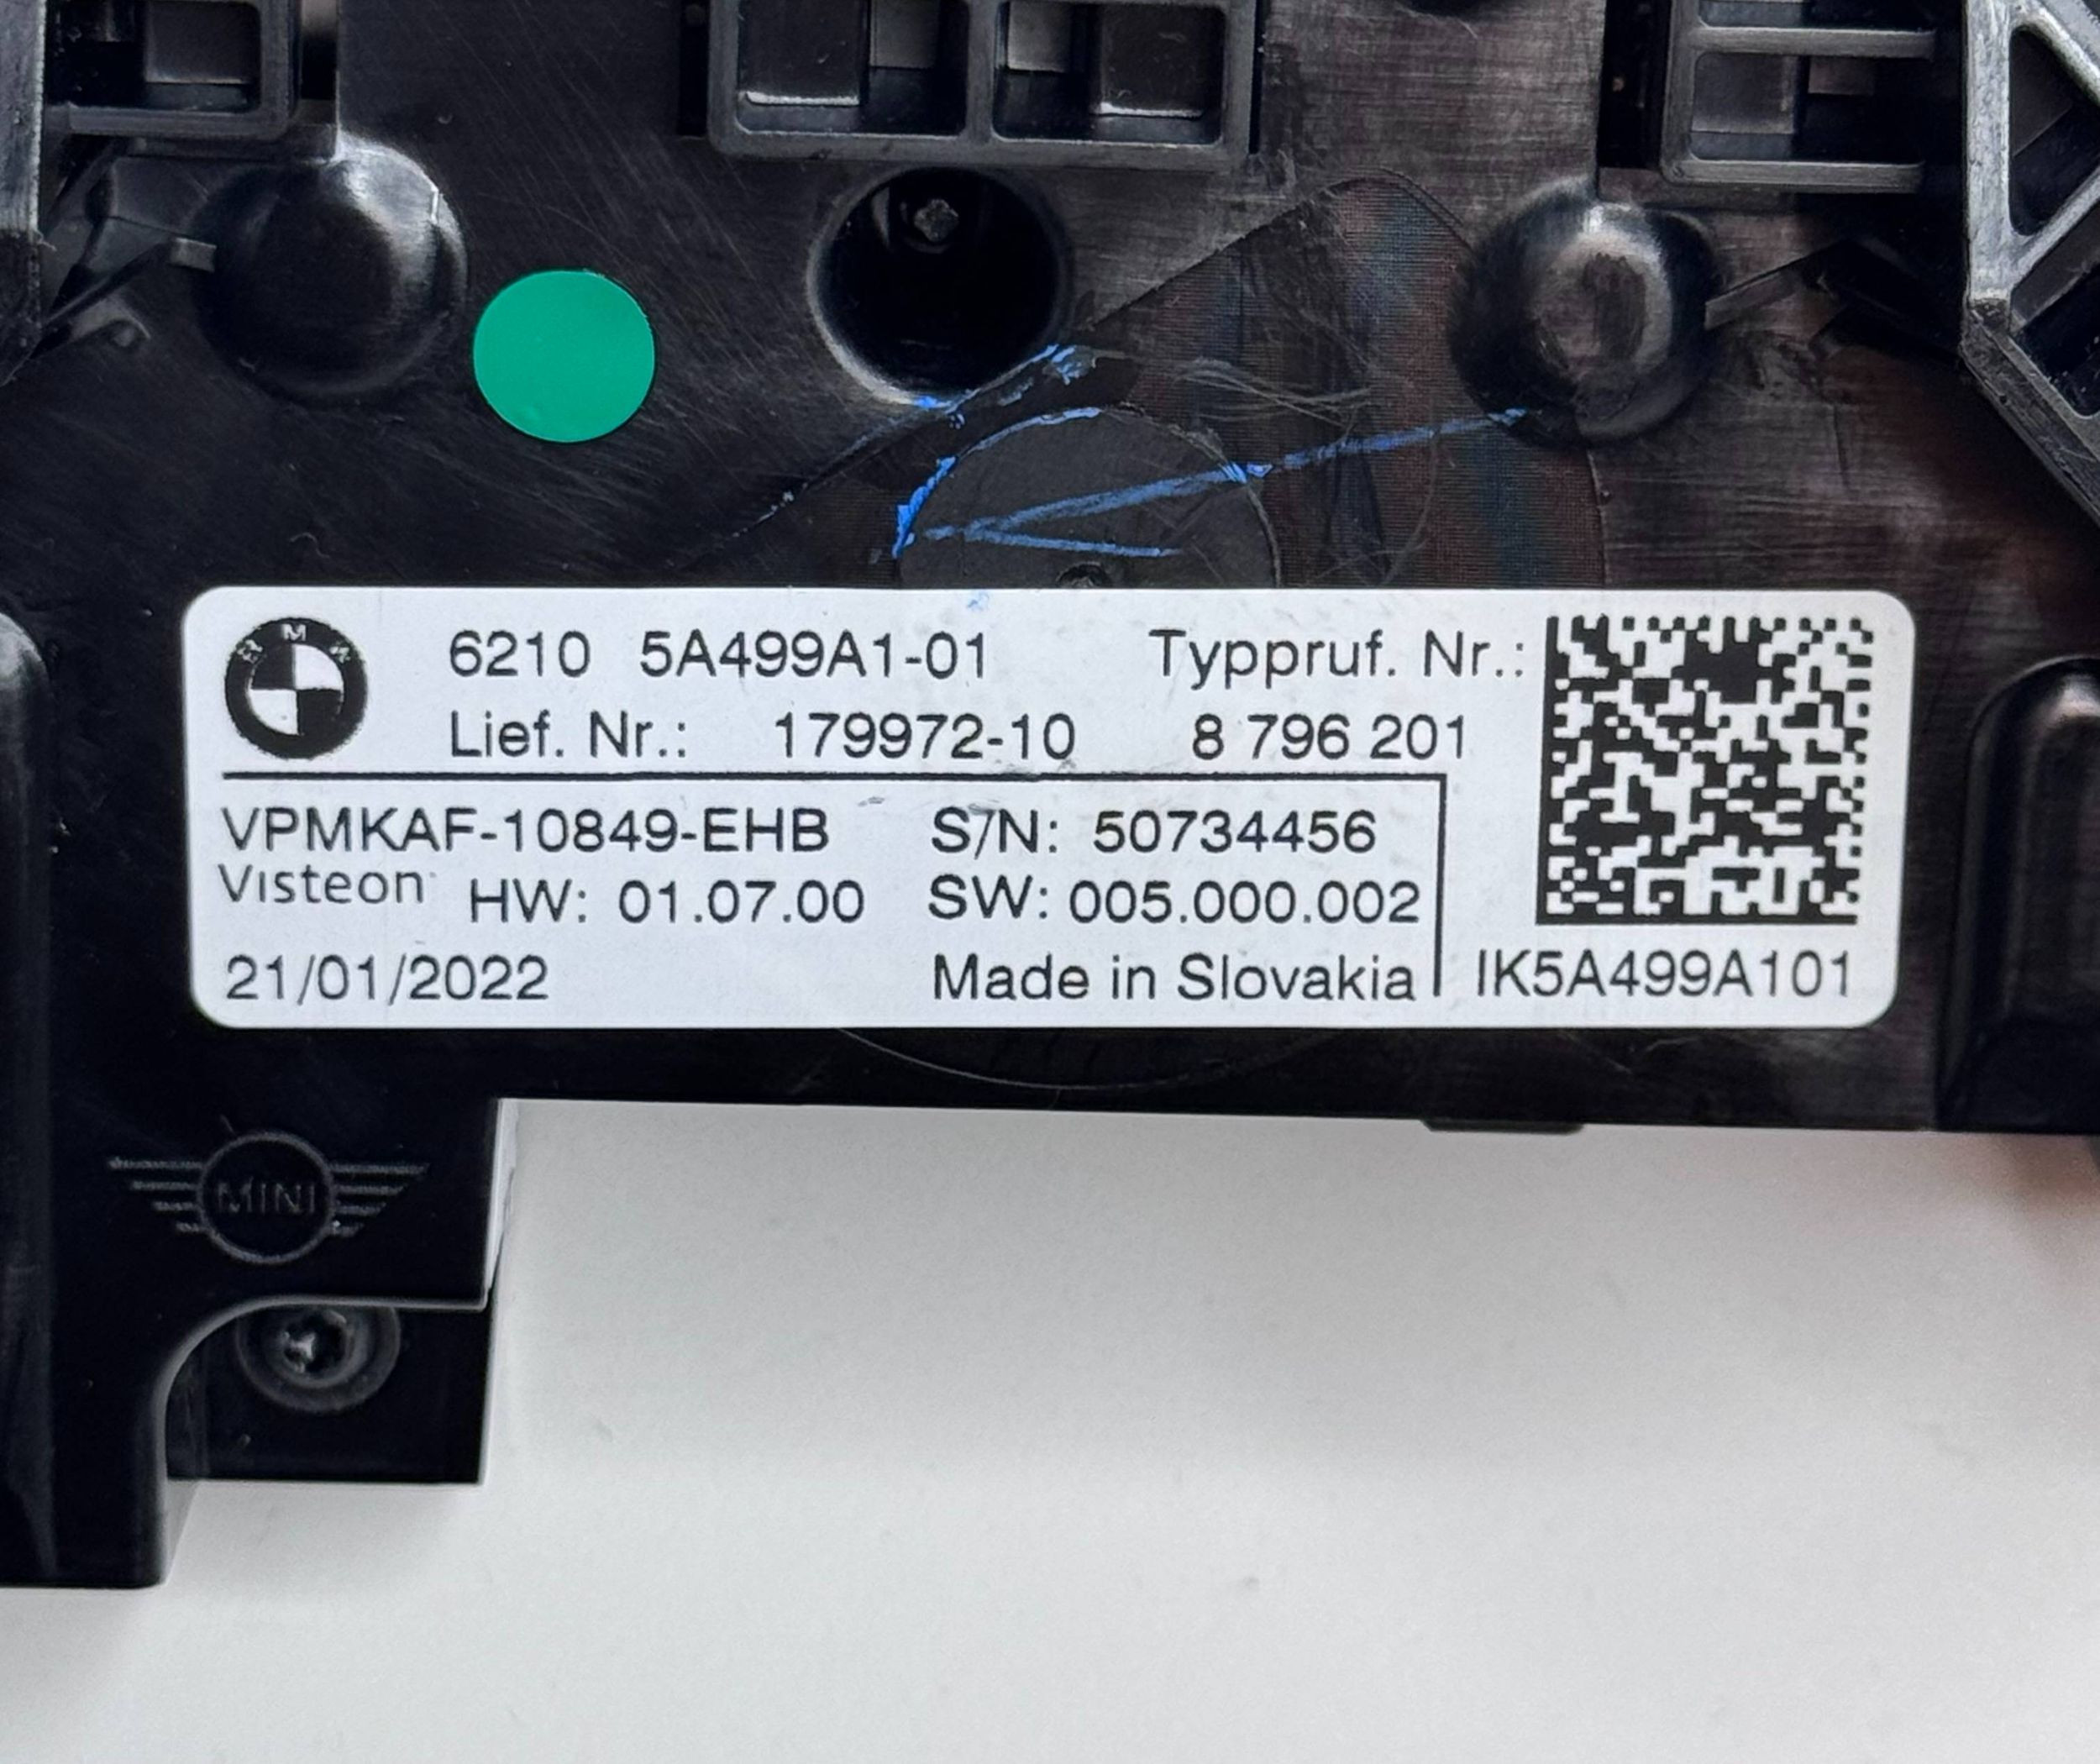 BMW
6210 5A499A1-01 Typpruf. Nr.:
Lief. Nr.: 179972-10 8 796 201
VPMKAF-10849-EHB S/N: 50734456
Visteon HW: 01.07.00 SW: 005.000.002
21/01/2022 Made in Slovakia IK5A499A101
MINI